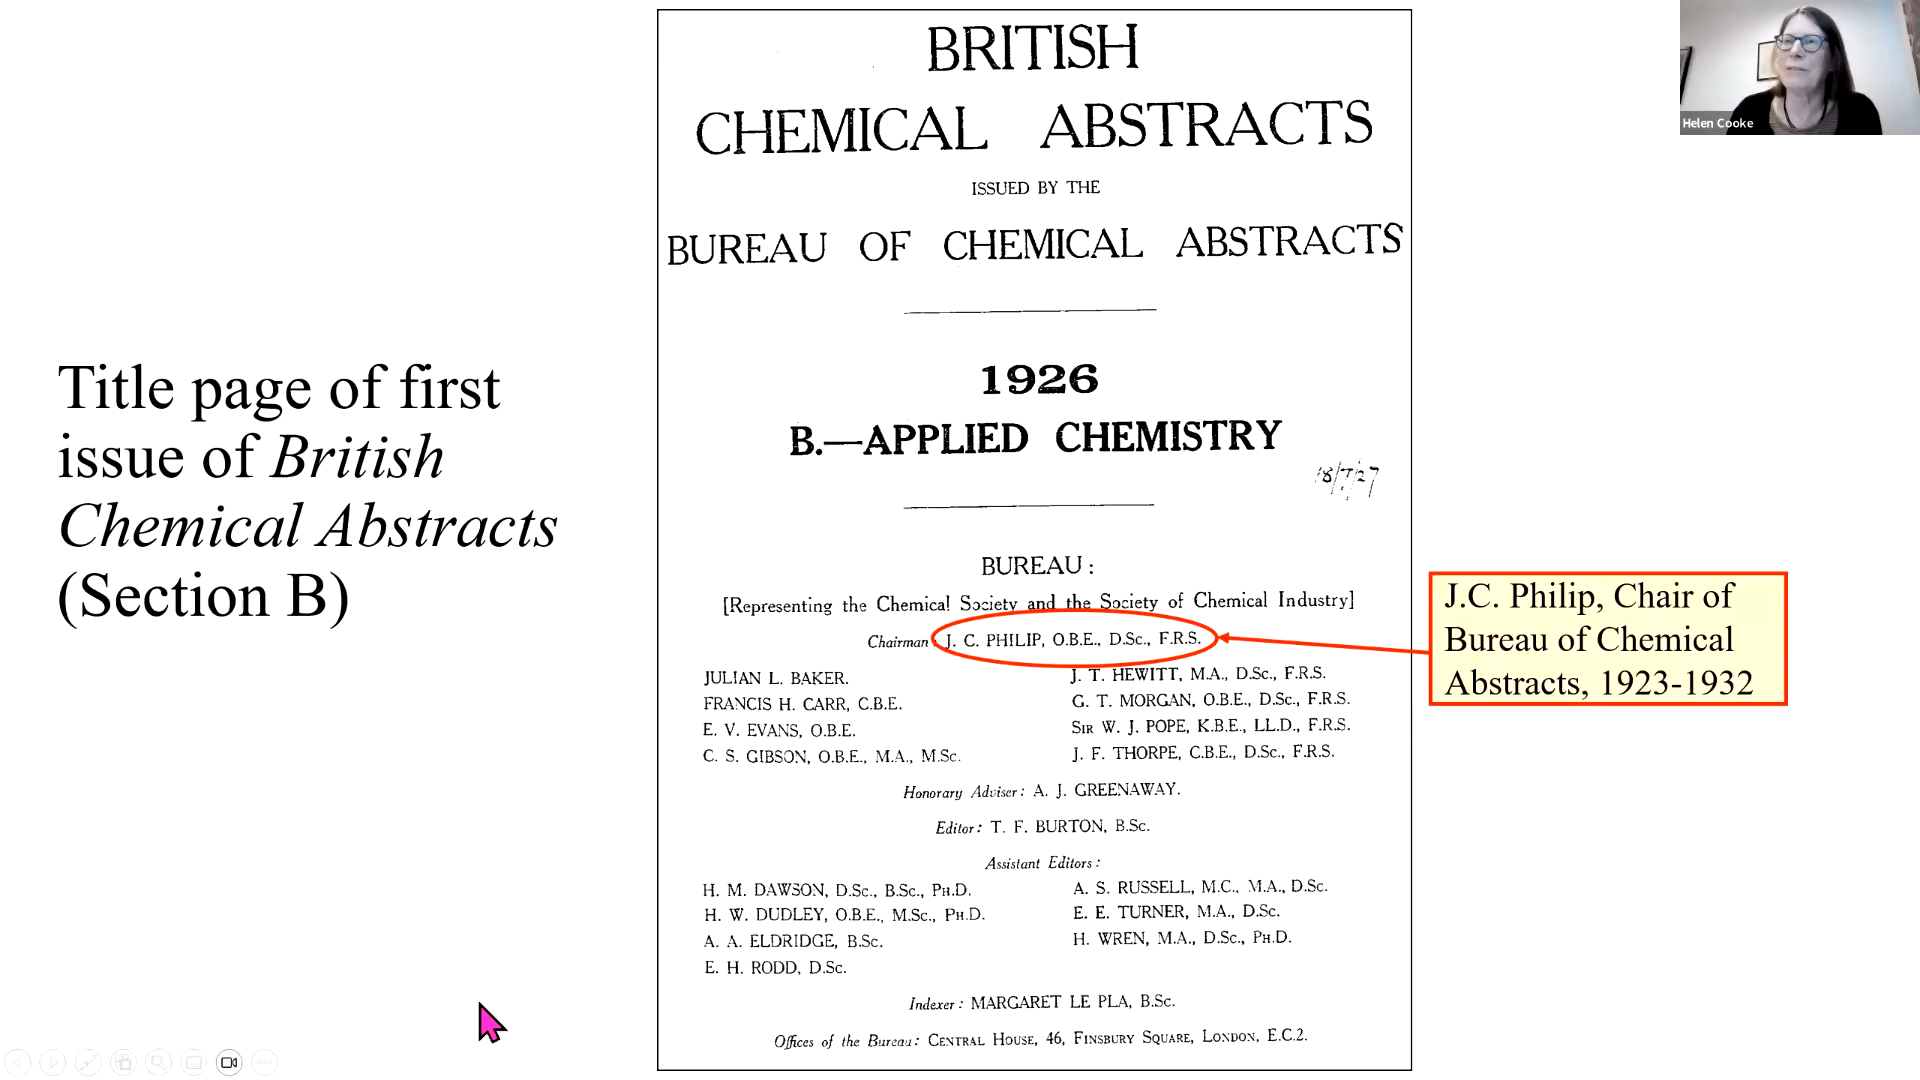 Title page of first
issue of British
Chemical Abstracts
(Section B)
BRITISH
CHEMICAL ABSTRACTS
ISSUED BY THE
BUREAU OF CHEMICAL ABSTRACTS
1926
B.—APPLIED CHEMISTRY
18/7/27
BUREAU :
[Representing the Chemical Society and the Society of Chemical Industry]
Chairman : J. C. PHILIP, O.B.E., D.Sc., F.R.S.
JULIAN L. BAKER.
FRANCIS H. CARR, C.B.E.
E. V. EVANS, O.B.E.
C. S. GIBSON, O.B.E., M.A., M.Sc.
J. T. HEWITT, M.A., D.Sc., F.R.S.
G. T. MORGAN, O.B.E., D.Sc., F.R.S.
SIR W. J. POPE, K.B.E., LL.D., F.R.S.
J. F. THORPE, C.B.E., D.Sc., F.R.S.
Honorary Adviser : A. J. GREENAWAY.
Editor : T. F. BURTON, B.Sc.
Assistant Editors :
H. M. DAWSON, D.Sc., B.Sc., PH.D.
H. W. DUDLEY, O.B.E., M.Sc., PH.D.
A. A. ELDRIDGE, B.Sc.
E. H. RODD, D.Sc.
A. S. RUSSELL, M.C., M.A., D.Sc.
E. E. TURNER, M.A., D.Sc.
H. WREN, M.A., D.Sc., PH.D.
Indexer : MARGARET LE PLA, B.Sc.
Offices of the Bureau : CENTRAL HOUSE, 46, FINSBURY SQUARE, LONDON, E.C.2.
J.C. Philip, Chair of
Bureau of Chemical
Abstracts, 1923-1932
Helen Cooke